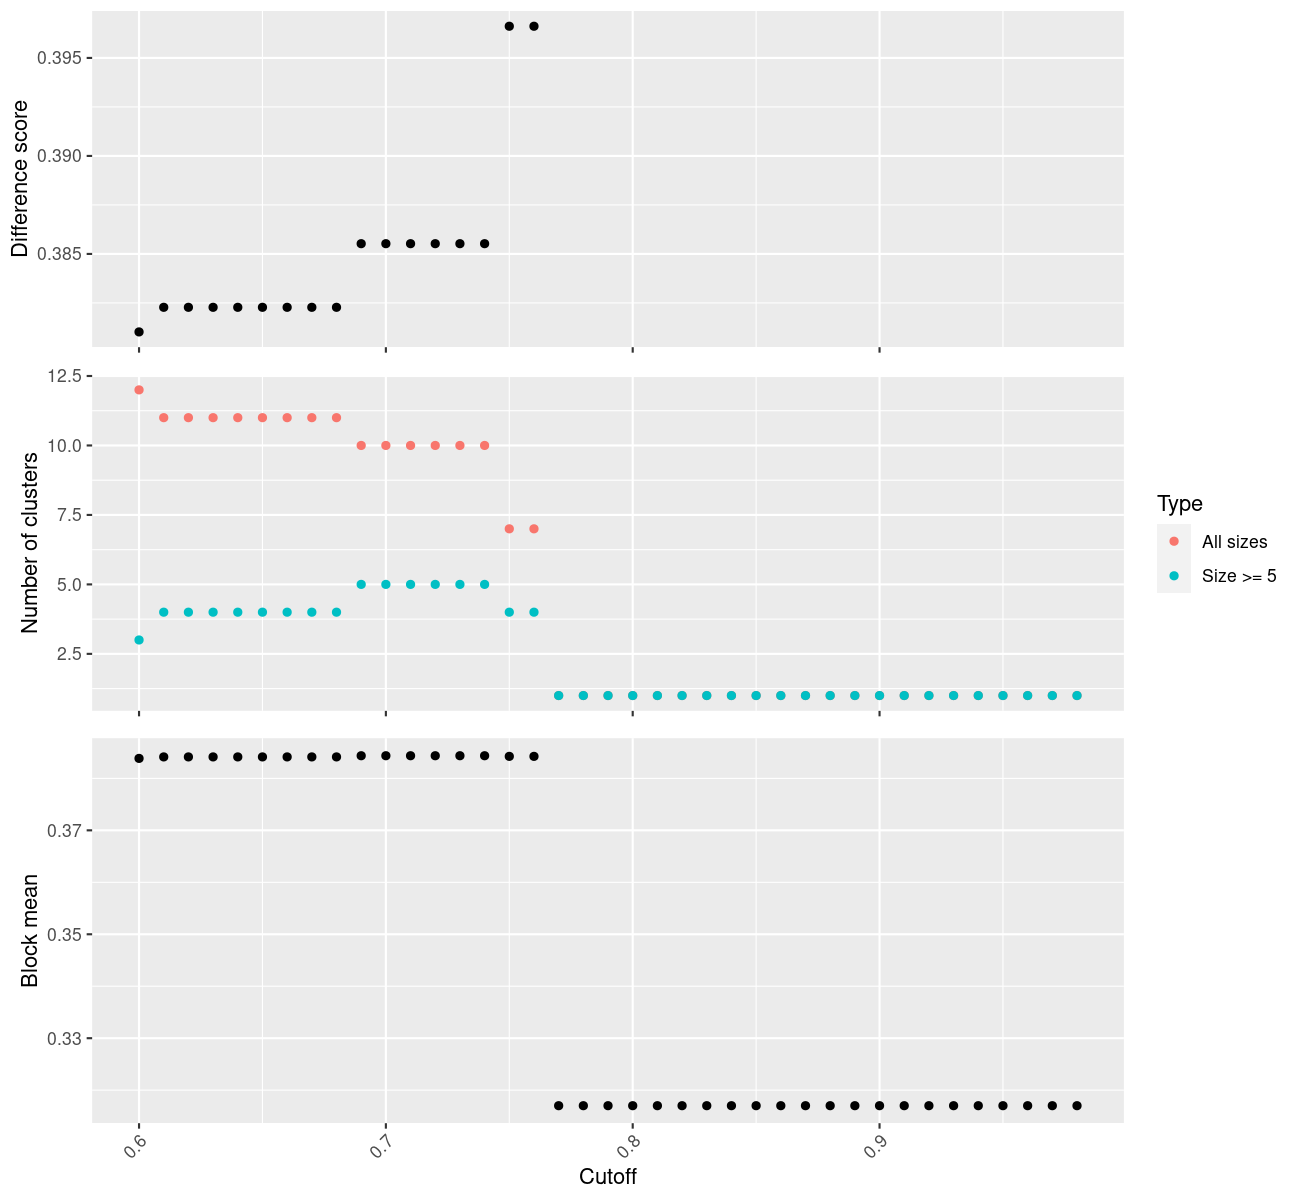 Difference score
0.395
0.390
0.385
Number of clusters
12.5
10.0
7.5
5.0
2.5
Type
All sizes
Size >= 5
Block mean
0.37
0.35
0.33
0.6
0.7
0.8
0.9
Cutoff